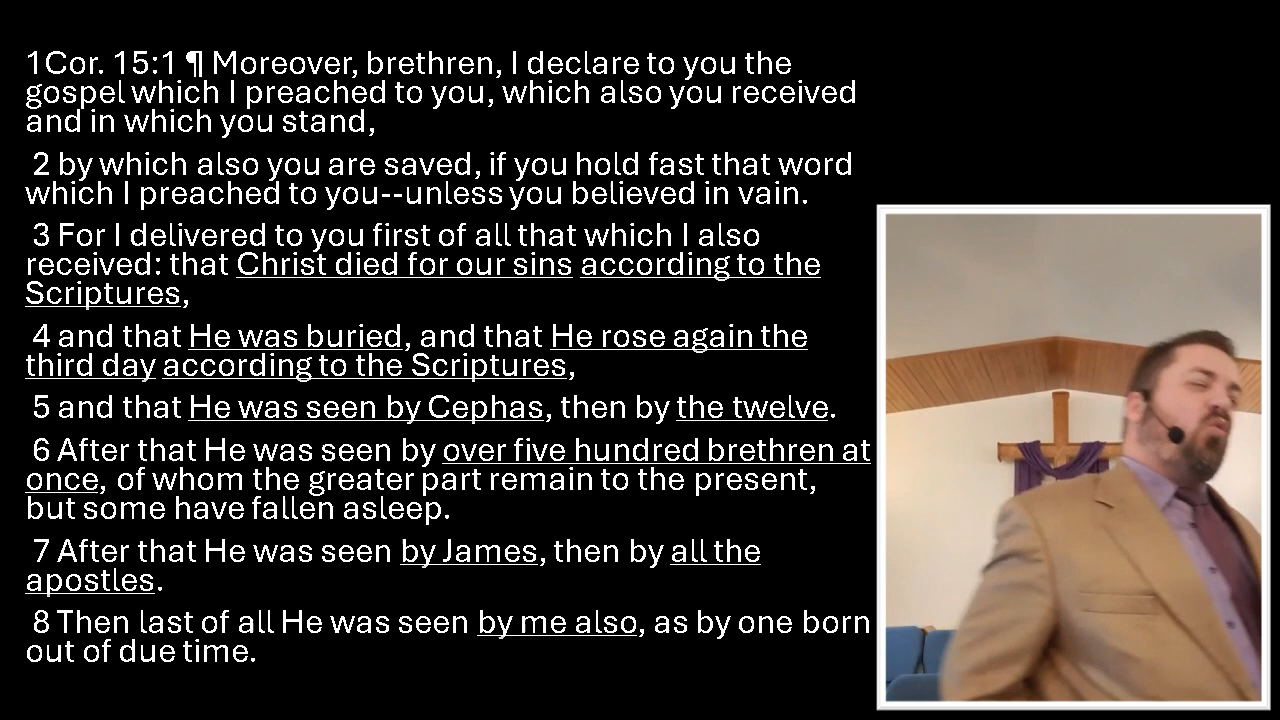 1Cor. 15:1 ¶ Moreover, brethren, I declare to you the
gospel which I preached to you, which also you received
and in which you stand,
2 by which also you are saved, if you hold fast that word
which I preached to you--unless you believed in vain.
3 For I delivered to you first of all that which I also
received: that Christ died for our sins according to the
Scriptures,
4 and that He was buried, and that He rose again the
third day according to the Scriptures,
5 and that He was seen by Cephas, then by the twelve.
6 After that He was seen by over five hundred brethren at
once, of whom the greater part remain to the present,
but some have fallen asleep.
7 After that He was seen by James, then by all the
apostles.
8 Then last of all He was seen by me also, as by one born
out of due time.